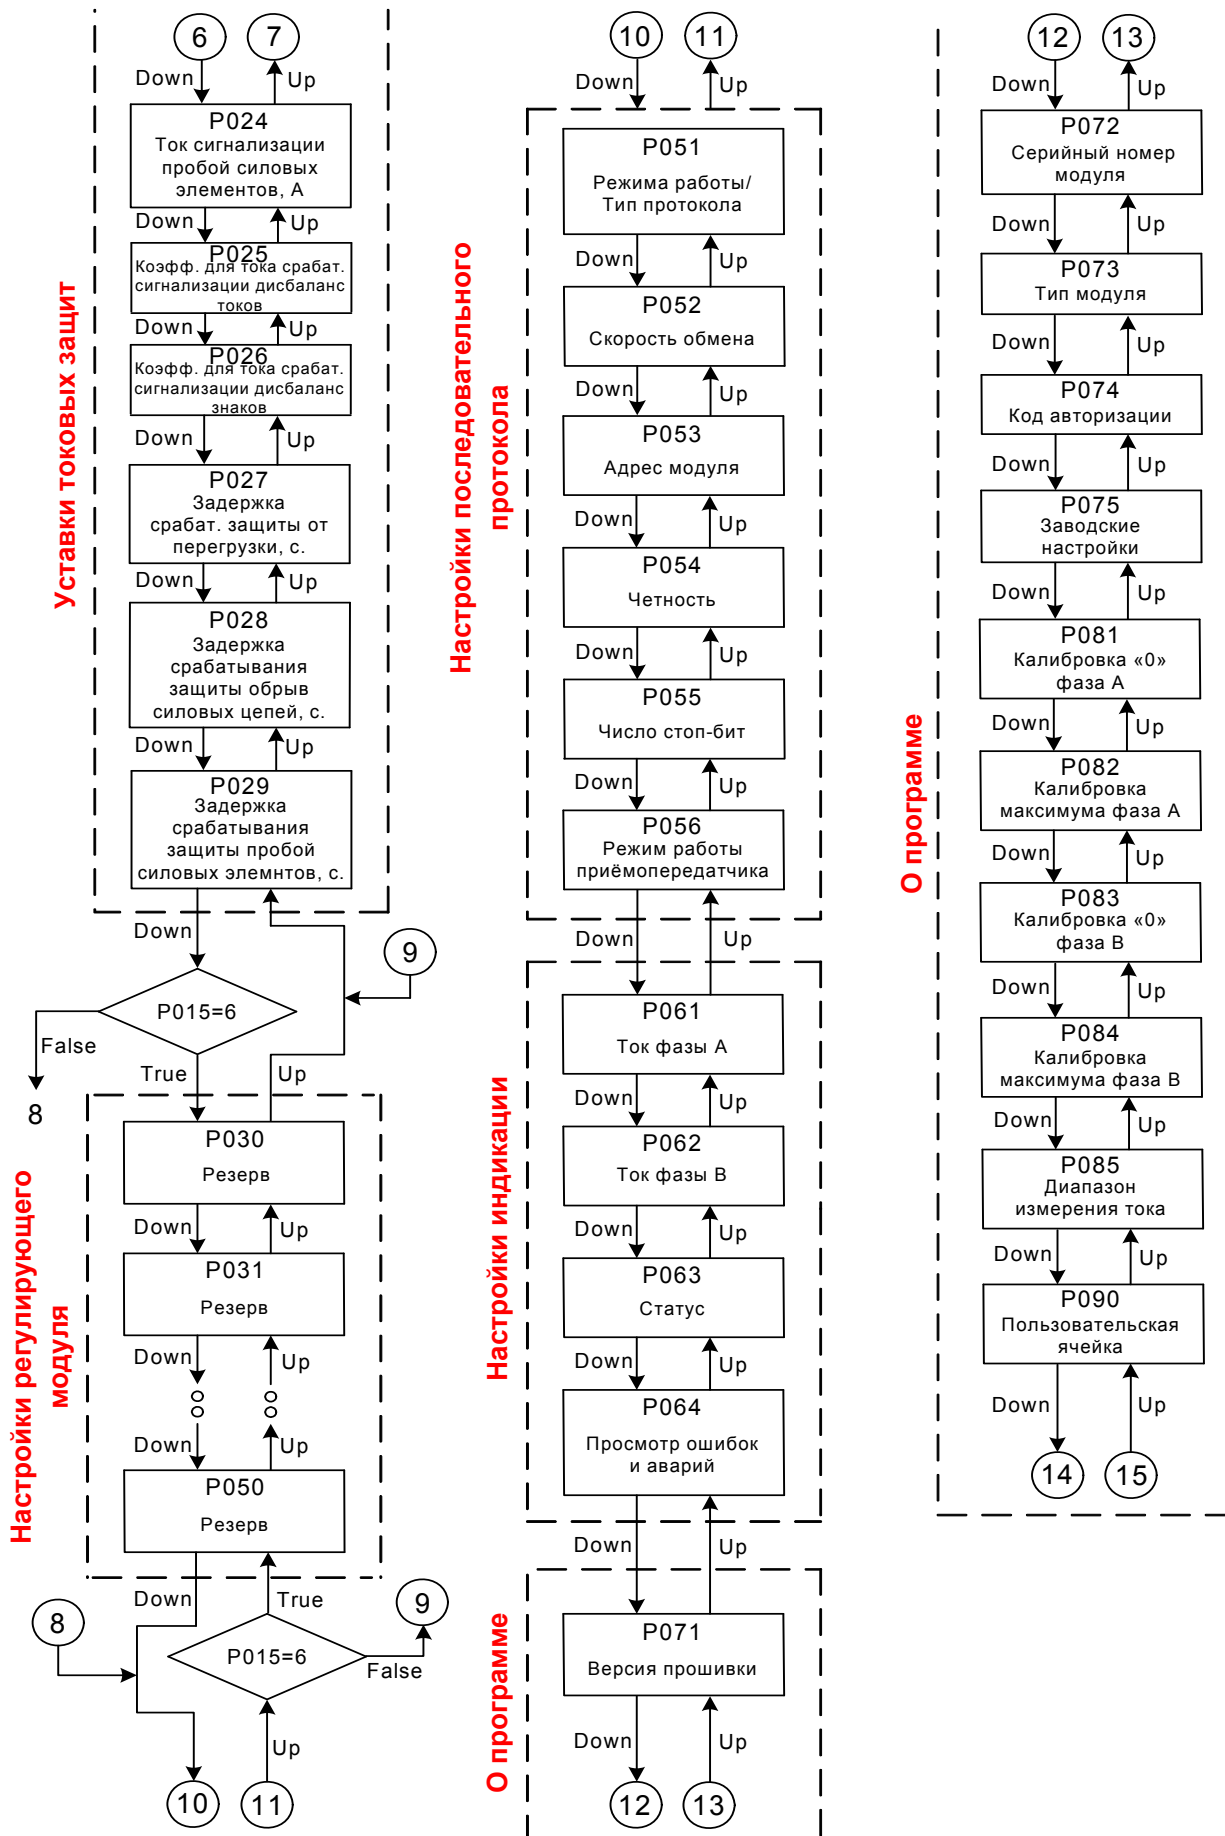 6
7
Down
Up
P024
Ток сигнализации
пробой силовых
элементов, А
Down
Up
P025
Коэфф. для тока срабат.
сигнализации дисбаланс
токов
Down
Up
P026
Коэфф. для тока срабат.
сигнализации дисбаланс
знаков
Down
Up
P027
Задержка
срабат. защиты от
перегрузки, с.
Down
Up
P028
Задержка
срабатывания
защиты обрыв
силовых цепей, с.
Down
Up
P029
Задержка
срабатывания
защиты пробой
силовых элемнтов, с.
Уставки токовых защит
Down
9
P015=6
False
8
True
Up
P030
Резерв
Down
Up
P031
Резерв
Down
Up
Down
Up
P050
Резерв
Настройки регулирующего
модуля
Down
True
8
9
P015=6
False
Up
10
11
10
11
Down
Up
P051
Режима работы/
Тип протокола
Down
Up
P052
Скорость обмена
Down
Up
P053
Адрес модуля
Down
Up
P054
Четность
Down
Up
P055
Число стоп-бит
Down
Up
P056
Режим работы
приёмопередатчика
Настройки последовательного
протокола
Down
Up
P061
Ток фазы А
Down
Up
P062
Ток фазы В
Down
Up
P063
Статус
Down
Up
P064
Просмотр ошибок
и аварий
Настройки индикации
Down
Up
P071
Версия прошивки
О программе
Down
Up
12
13
12
13
Down
Up
P072
Серийный номер
модуля
Down
Up
P073
Тип модуля
Down
Up
P074
Код авторизации
Down
Up
P075
Заводские
настройки
Down
Up
P081
Калибровка «0»
фаза А
Down
Up
P082
Калибровка
максимума фаза А
Down
Up
P083
Калибровка «0»
фаза В
Down
Up
P084
Калибровка
максимума фаза В
Down
Up
P085
Диапазон
измерения тока
Down
Up
P090
Пользовательская
ячейка
Down
Up
14
15
О программе